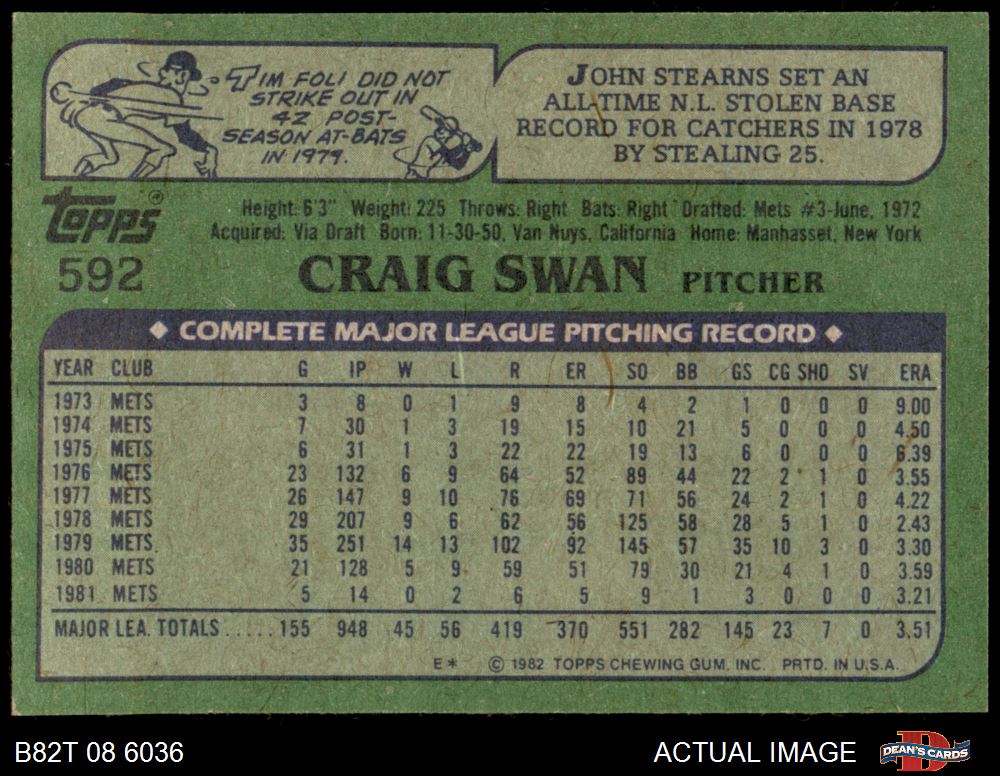 TIM FOLI DID NOT
STRIKE OUT IN
42 POST-
SEASON AT-BATS
IN 1979.
JOHN STEARNS SET AN
ALL-TIME N.L. STOLEN BASE
RECORD FOR CATCHERS IN 1978
BY STEALING 25.
TOPPS®
592
Height: 6'3" Weight: 225 Throws: Right Bats: Right Drafted: Mets #3-June, 1972
Acquired: Via Draft Born: 11-30-50, Van Nuys, California Home: Manhasset, New York
CRAIG SWAN PITCHER
◆ COMPLETE MAJOR LEAGUE PITCHING RECORD ◆
YEAR CLUB G IP W L R ER SO BB GS CG SHO SV ERA
1973 METS 3 8 0 1 9 8 4 2 1 0 0 0 9.00
1974 METS 7 30 1 3 19 15 10 21 5 0 0 0 4.50
1975 METS 6 31 1 3 22 22 19 13 6 0 0 0 6.39
1976 METS 23 132 6 9 64 52 89 44 22 2 1 0 3.55
1977 METS 26 147 9 10 76 69 71 56 24 2 1 0 4.22
1978 METS 29 207 9 6 62 56 125 58 28 5 1 0 2.43
1979 METS 35 251 14 13 102 92 145 57 35 10 3 0 3.30
1980 METS 21 128 5 9 59 51 79 30 21 4 1 0 3.59
1981 METS 5 14 0 2 6 5 9 1 3 0 0 0 3.21
MAJOR LEA. TOTALS.....155 948 45 56 419 370 551 282 145 23 7 0 3.51
E* © 1982 TOPPS CHEWING GUM, INC. PRTD. IN U.S.A.
B82T 08 6036
ACTUAL IMAGE
DEAN'S CARDS